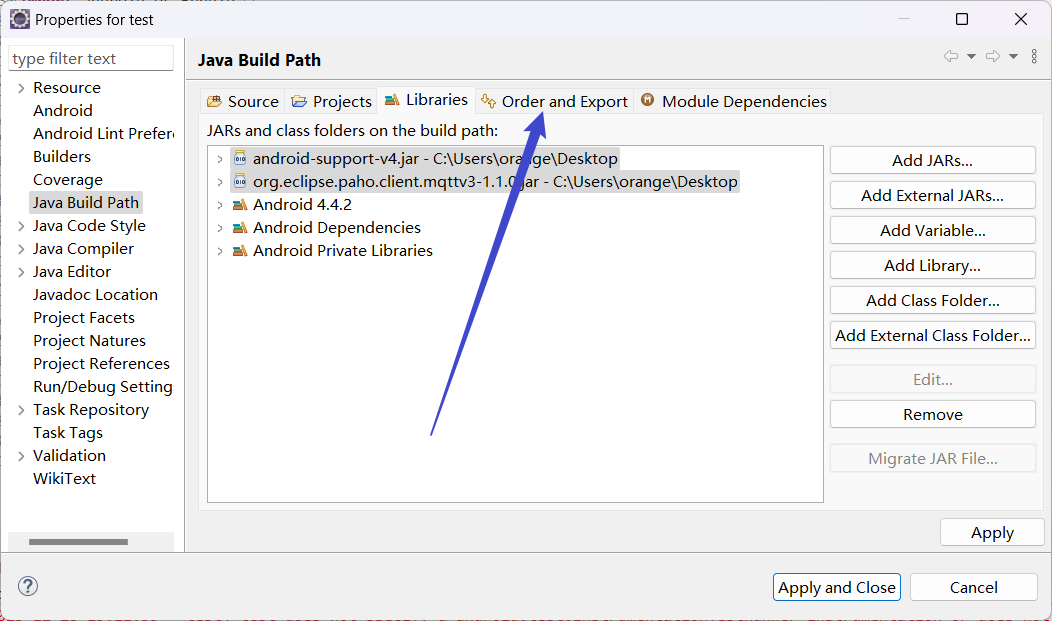 Properties for test
type filter text
Java Build Path
Resource
Android
Android Lint Prefer
Builders
Coverage
Java Build Path
Java Code Style
Java Compiler
Java Editor
Javadoc Location
Project Facets
Project Natures
Project References
Run/Debug Setting
Task Repository
Task Tags
Validation
WikiText
Source
Projects
Libraries
Order and Export
Module Dependencies
JARs and class folders on the build path:
android-support-v4.jar - C:\Users\orange\Desktop
org.eclipse.paho.client.mqttv3-1.1.0.jar - C:\Users\orange\Desktop
Android 4.4.2
Android Dependencies
Android Private Libraries
Add JARs...
Add External JARs...
Add Variable...
Add Library...
Add Class Folder...
Add External Class Folder...
Edit...
Remove
Migrate JAR File...
Apply
Apply and Close
Cancel